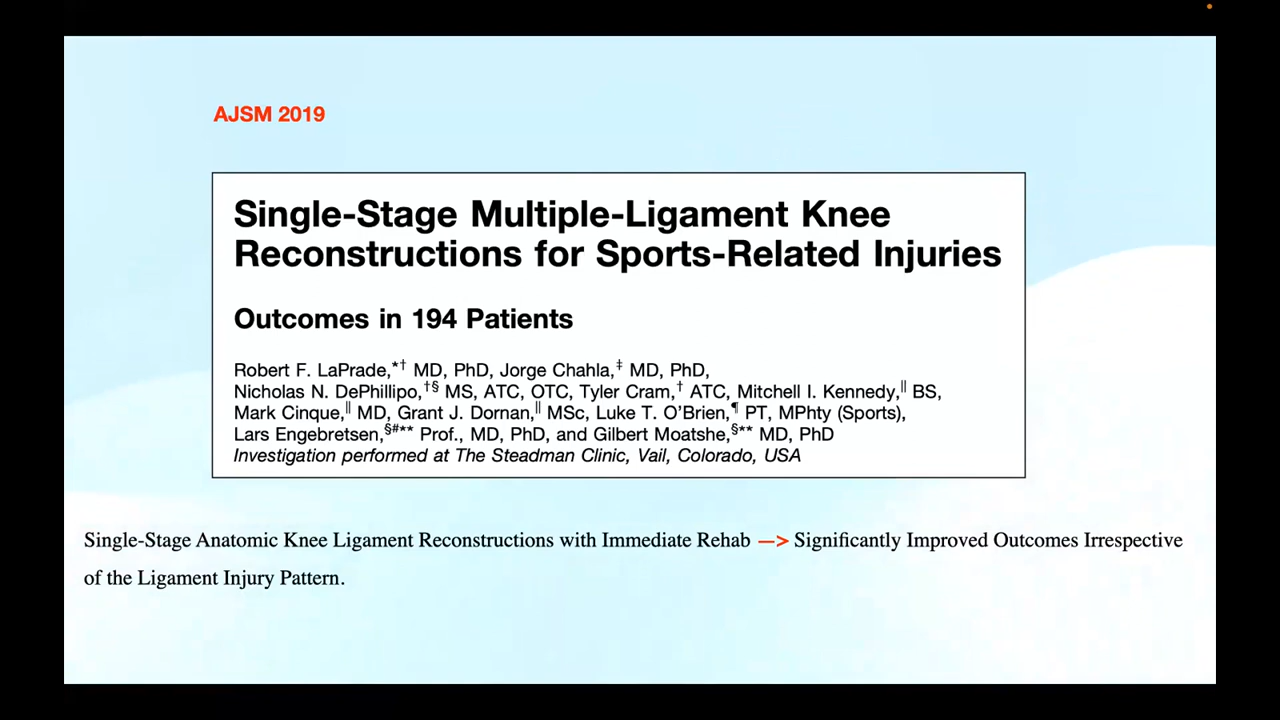 AJSM 2019
Single-Stage Multiple-Ligament Knee
Reconstructions for Sports-Related Injuries
Outcomes in 194 Patients
Robert F. LaPrade,*† MD, PhD, Jorge Chahla,‡ MD, PhD,
Nicholas N. DePhillipo,†§ MS, ATC, OTC, Tyler Cram,† ATC, Mitchell I. Kennedy,|| BS,
Mark Cinque,|| MD, Grant J. Dornan,|| MSc, Luke T. O’Brien,¶ PT, MPhty (Sports),
Lars Engebretsen,§#** Prof., MD, PhD, and Gilbert Moatshe,§** MD, PhD
Investigation performed at The Steadman Clinic, Vail, Colorado, USA
Single-Stage Anatomic Knee Ligament Reconstructions with Immediate Rehab —> Significantly Improved Outcomes Irrespective
of the Ligament Injury Pattern.